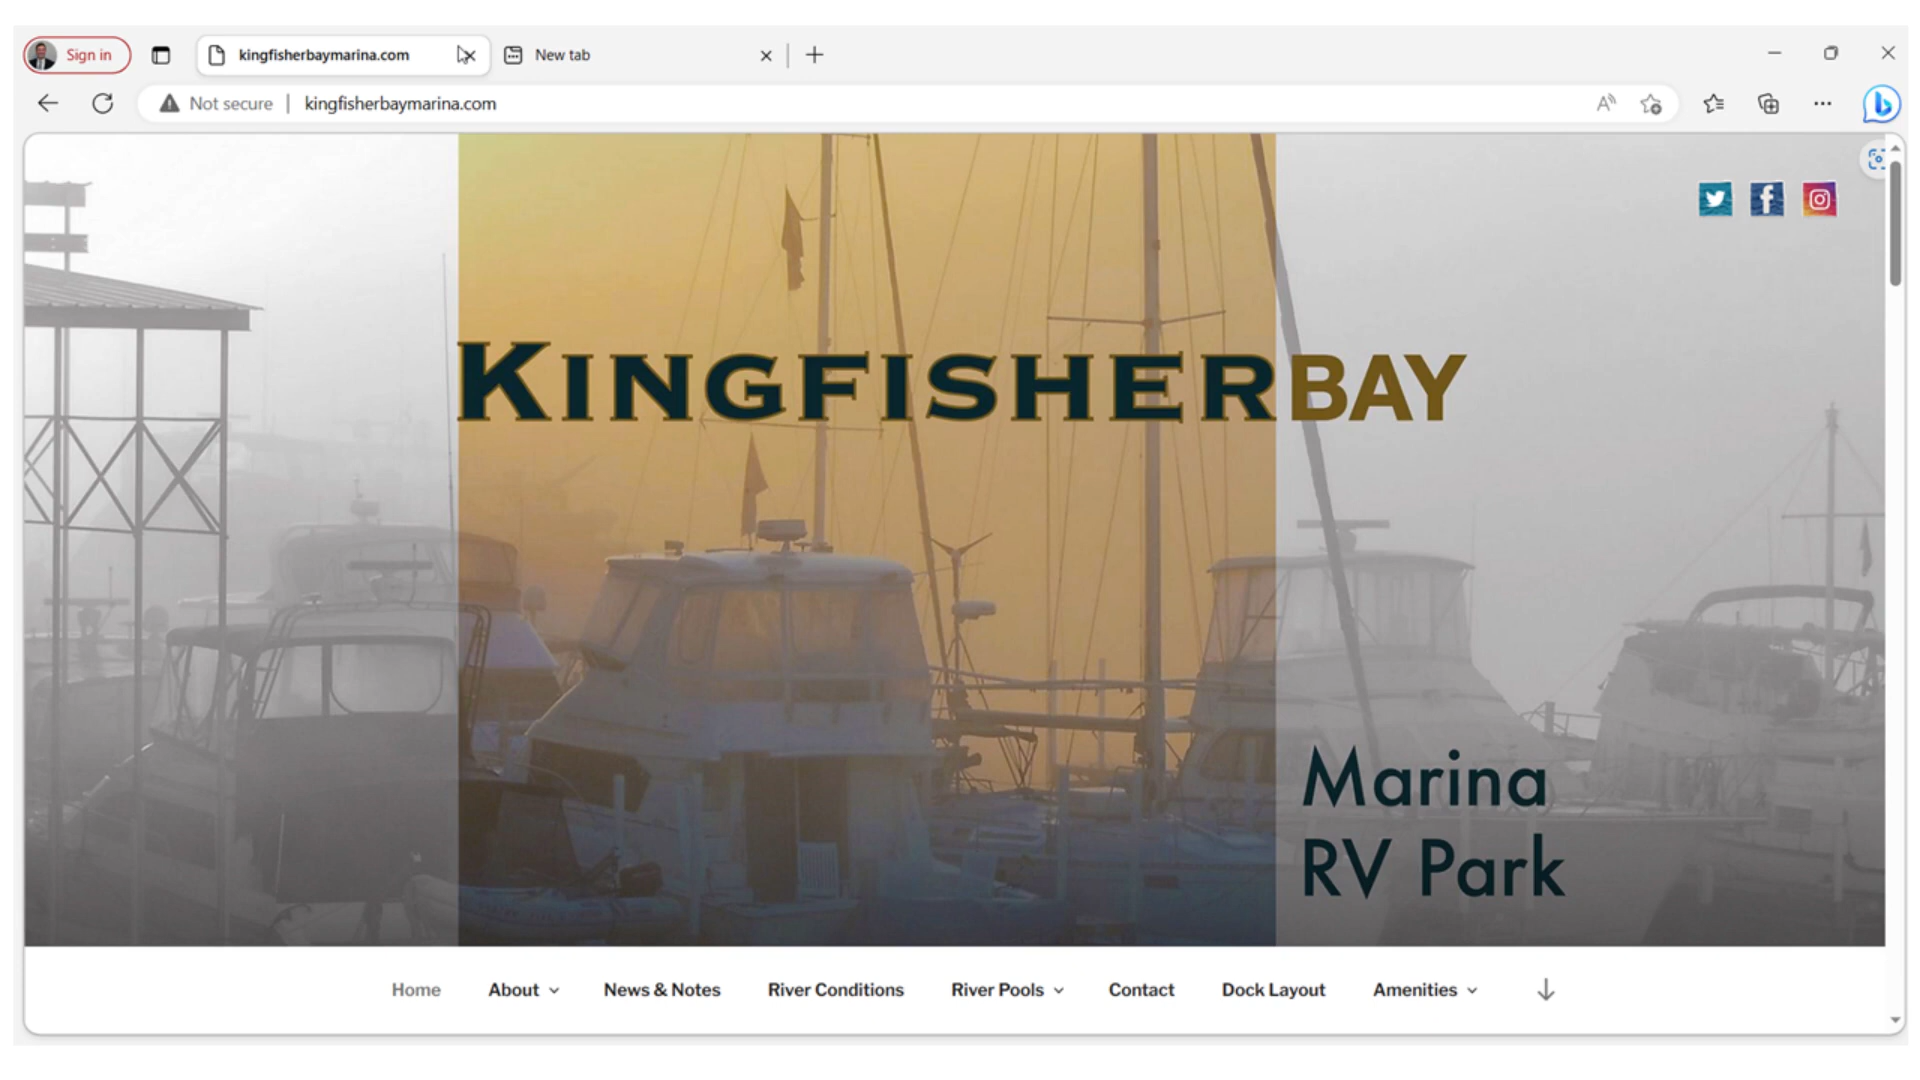 Sign in
kingfisherbaymarina.com
New tab
Not secure | kingfisherbaymarina.com
KINGFISHERBAY
Marina
RV Park
Home About News & Notes River Conditions River Pools Contact Dock Layout Amenities